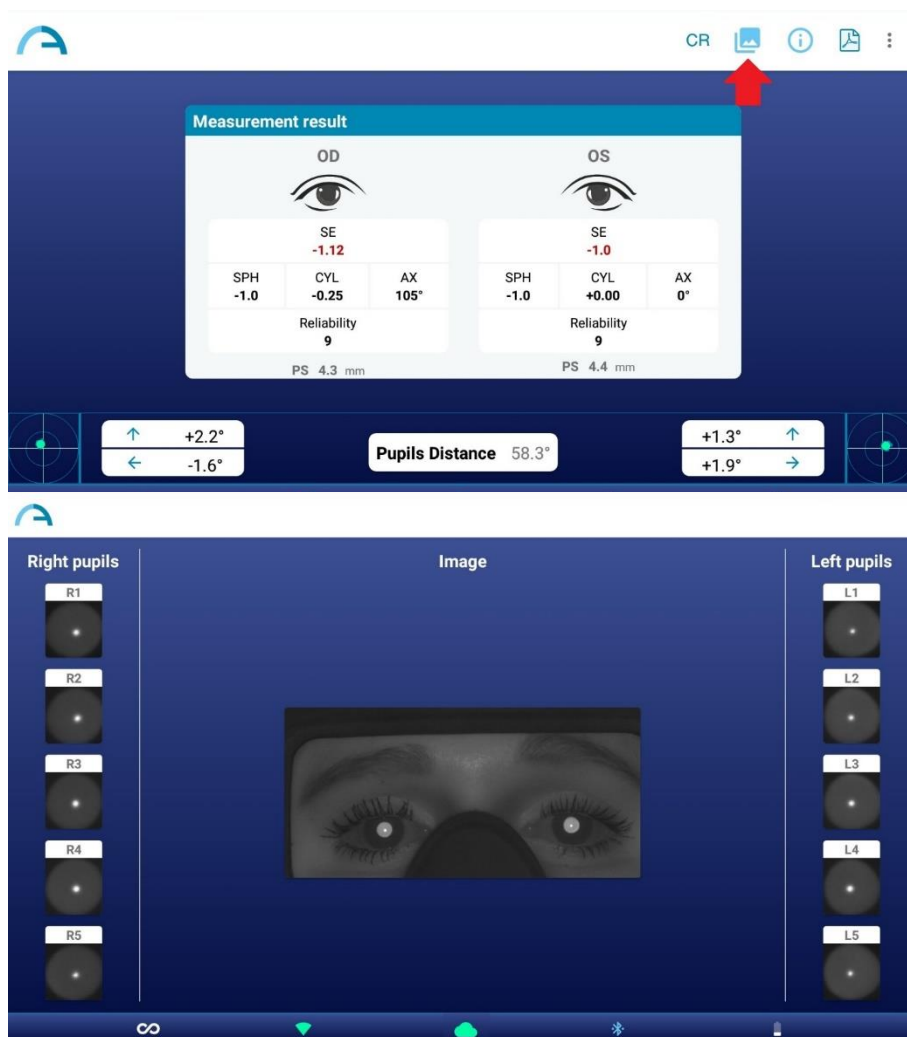 CR
Measurement result
OD OS
SE SE
-1.12 -1.0
SPH CYL AX SPH CYL AX
-1.0 -0.25 105° -1.0 +0.00 0°
Reliability Reliability
9 9
PS 4.3 mm PS 4.4 mm
+2.2° +1.3°
Pupils Distance 58.3°
-1.6° +1.9°
Right pupils Image Left pupils
R1 L1
R2 L2
R3 L3
R4 L4
R5 L5